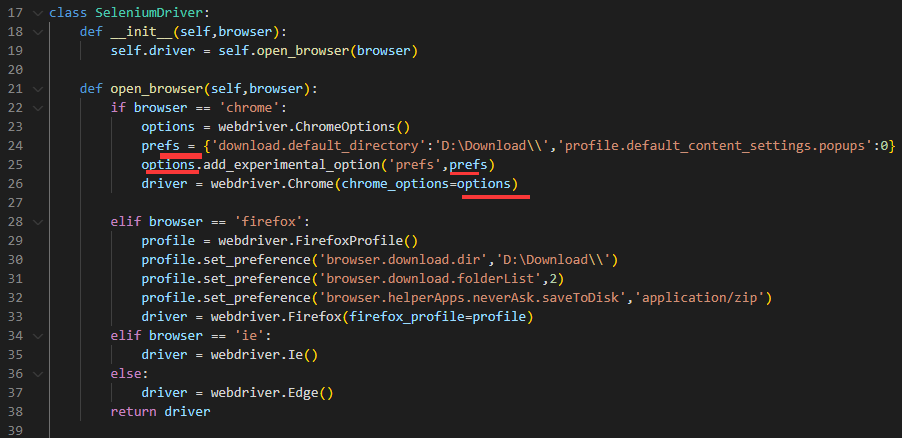 17 class SeleniumDriver:
18     def __init__(self,browser):
19         self.driver = self.open_browser(browser)
20
21     def open_browser(self,browser):
22         if browser == 'chrome':
23             options = webdriver.ChromeOptions()
24             prefs = {'download.default_directory':'D:\Download\\','profile.default_content_settings.popups':0}
25             options.add_experimental_option('prefs',prefs)
26             driver = webdriver.Chrome(chrome_options=options)
27
28         elif browser == 'firefox':
29             profile = webdriver.FirefoxProfile()
30             profile.set_preference('browser.download.dir','D:\Download\\')
31             profile.set_preference('browser.download.folderList',2)
32             profile.set_preference('browser.helperApps.neverAsk.saveToDisk','application/zip')
33             driver = webdriver.Firefox(firefox_profile=profile)
34         elif browser == 'ie':
35             driver = webdriver.Ie()
36         else:
37             driver = webdriver.Edge()
38         return driver
39